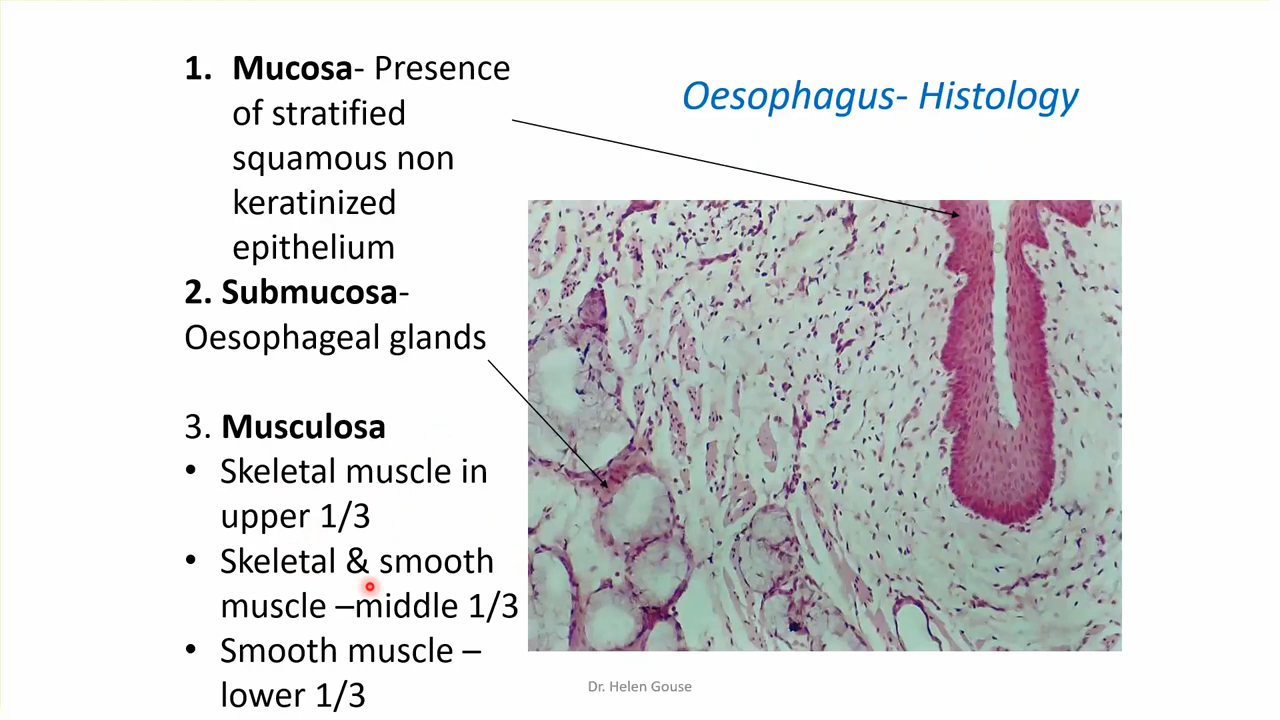 1. Mucosa- Presence
of stratified
squamous non
keratinized
epithelium
2. Submucosa-
Oesophageal glands
3. Musculosa
• Skeletal muscle in
upper 1/3
• Skeletal & smooth
muscle –middle 1/3
• Smooth muscle –
lower 1/3
Oesophagus- Histology
Dr. Helen Gouse